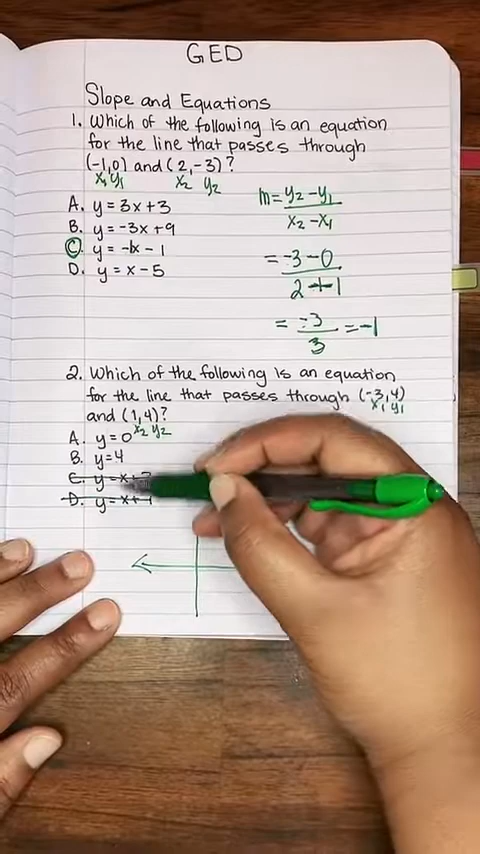 GED
Slope and Equations
1. Which of the following is an equation
for the line that passes through
(-1,0) and (2,-3)?
x₁ y₁ x₂ y₂
A. y=3x+3
B. y=-3x+9
C. y=-1x-1
D. y=x-5
m=y₂-y₁
x₂-x₁
=-3-0
2+1
= -3
3 =-1
2. Which of the following is an equation
for the line that passes through (-3,4)
x₁ y₁
and (1,4)?
x₂ y₂
A. y=0
B. y=4
C. y=x+
D. y=x+